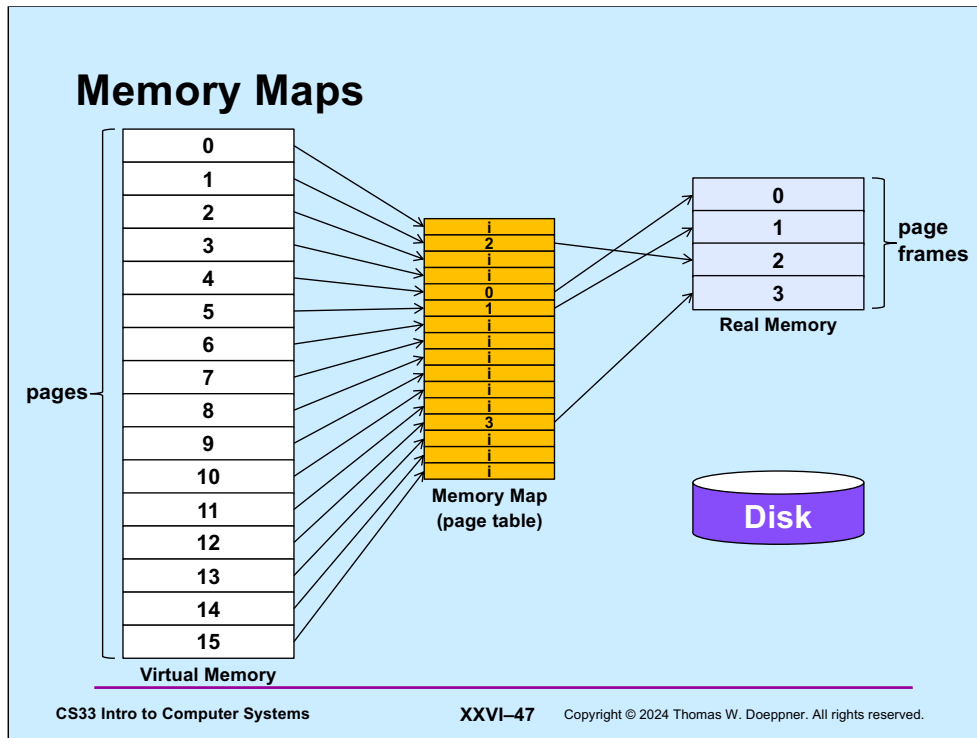 Memory Maps
0
1
2
3
4
5
6
7
8
9
10
11
12
13
14
15
pages
Virtual Memory
i
2
i
i
0
1
i
i
i
i
i
i
3
i
i
i
Memory Map
(page table)
0
1
2
3
page
frames
Real Memory
Disk
CS33 Intro to Computer Systems
XXVI–47
Copyright © 2024 Thomas W. Doeppner. All rights reserved.